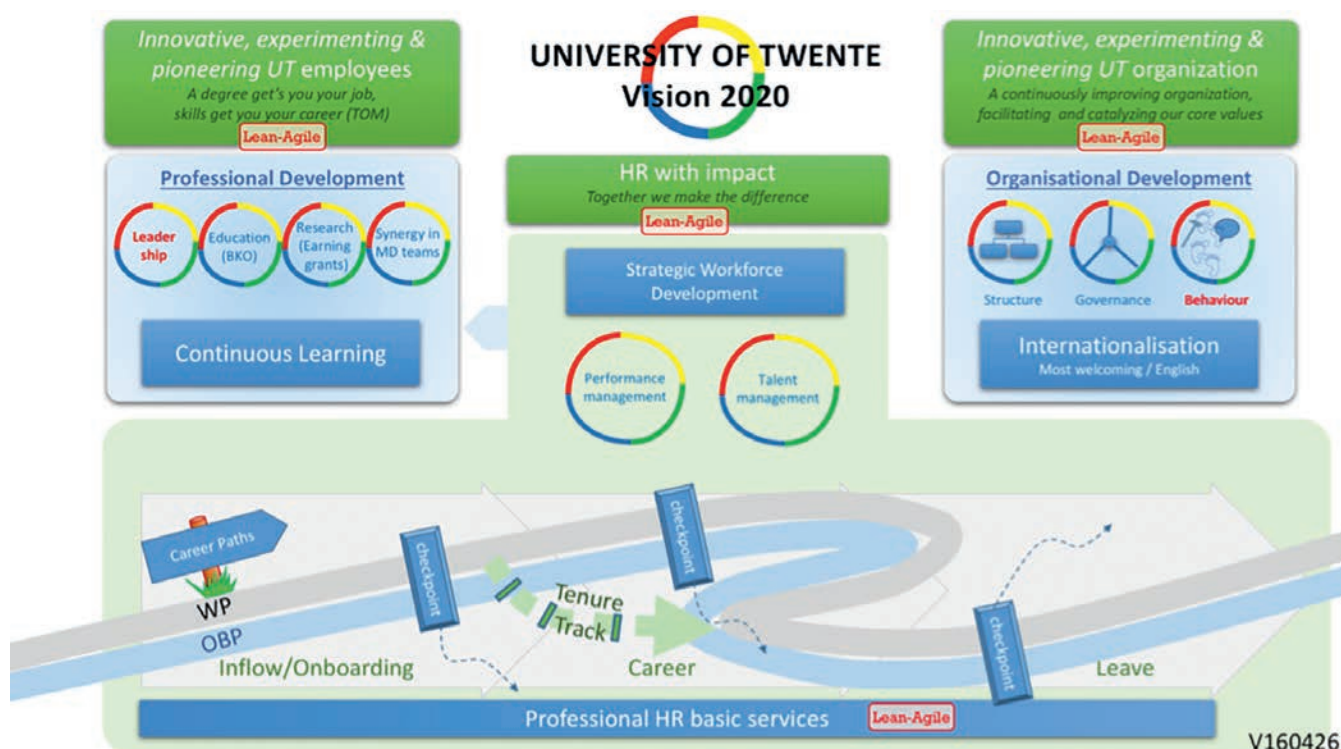 Innovative, experimenting &
pioneering UT employees
A degree get's you your job,
skills get you your career (TOM)
Lean-Agile
Professional Development
Leader
ship
Education
(BKO)
Research
(Earning
grants)
Synergy in
MD teams
Continuous Learning
UNIVERSITY OF TWENTE
Vision 2020
HR with impact
Together we make the difference
Lean-Agile
Strategic Workforce
Development
Performance
management
Talent
management
Innovative, experimenting &
pioneering UT organization
A continuously improving organization,
facilitating and catalyzing our core values
Lean-Agile
Organisational Development
Structure
Governance
Behaviour
Internationalisation
Most welcoming / English
Career Paths
WP
OBP
checkpoint
Tenure
Track
checkpoint
checkpoint
Inflow/Onboarding
Career
Leave
Professional HR basic services
Lean-Agile
V160426